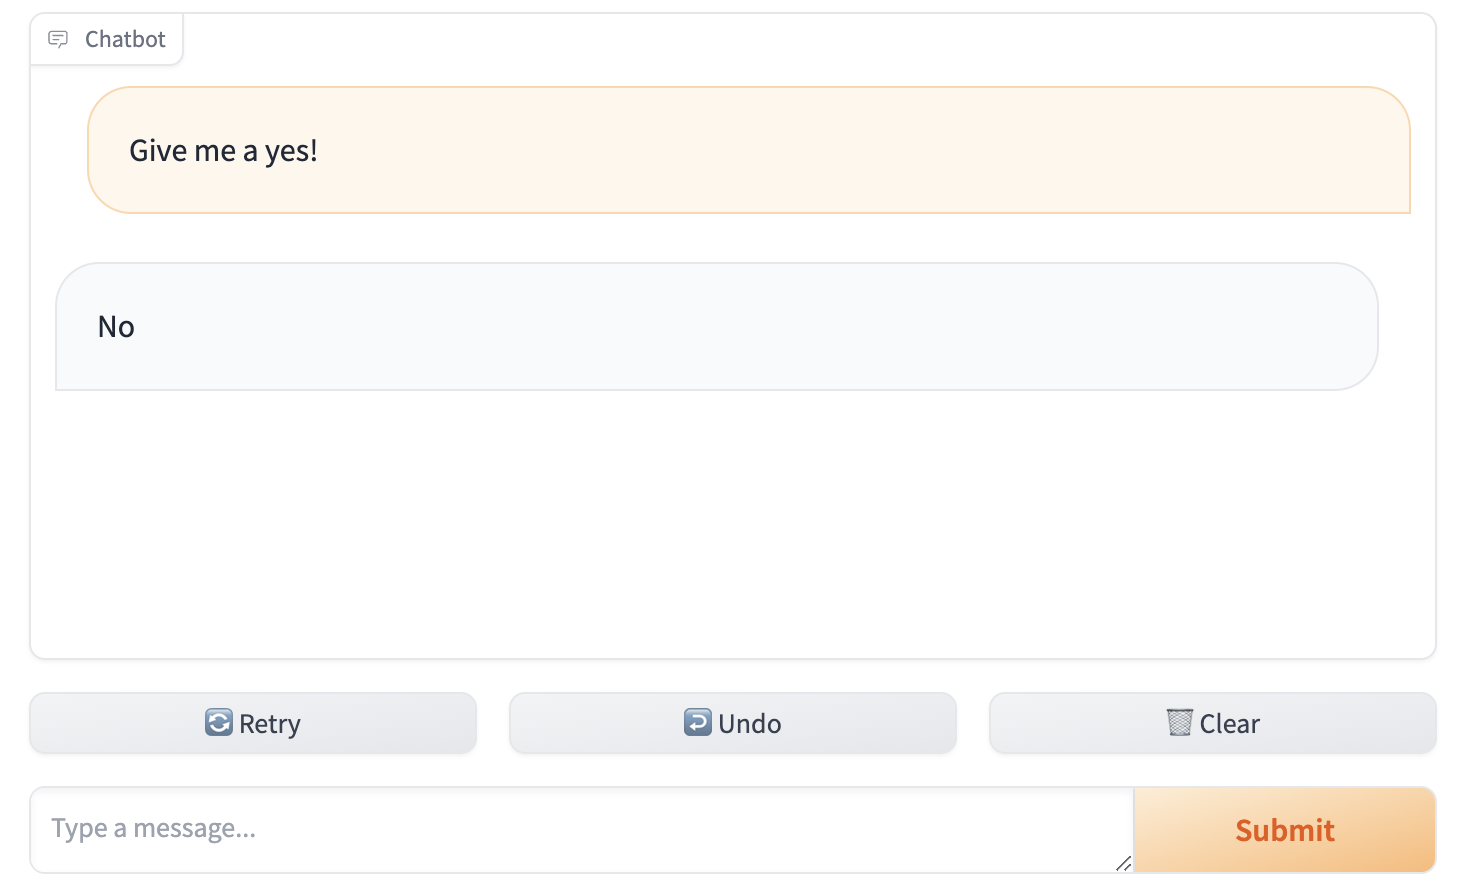 Chatbot
Give me a yes!
No
Retry
Undo
Clear
Type a message...
Submit